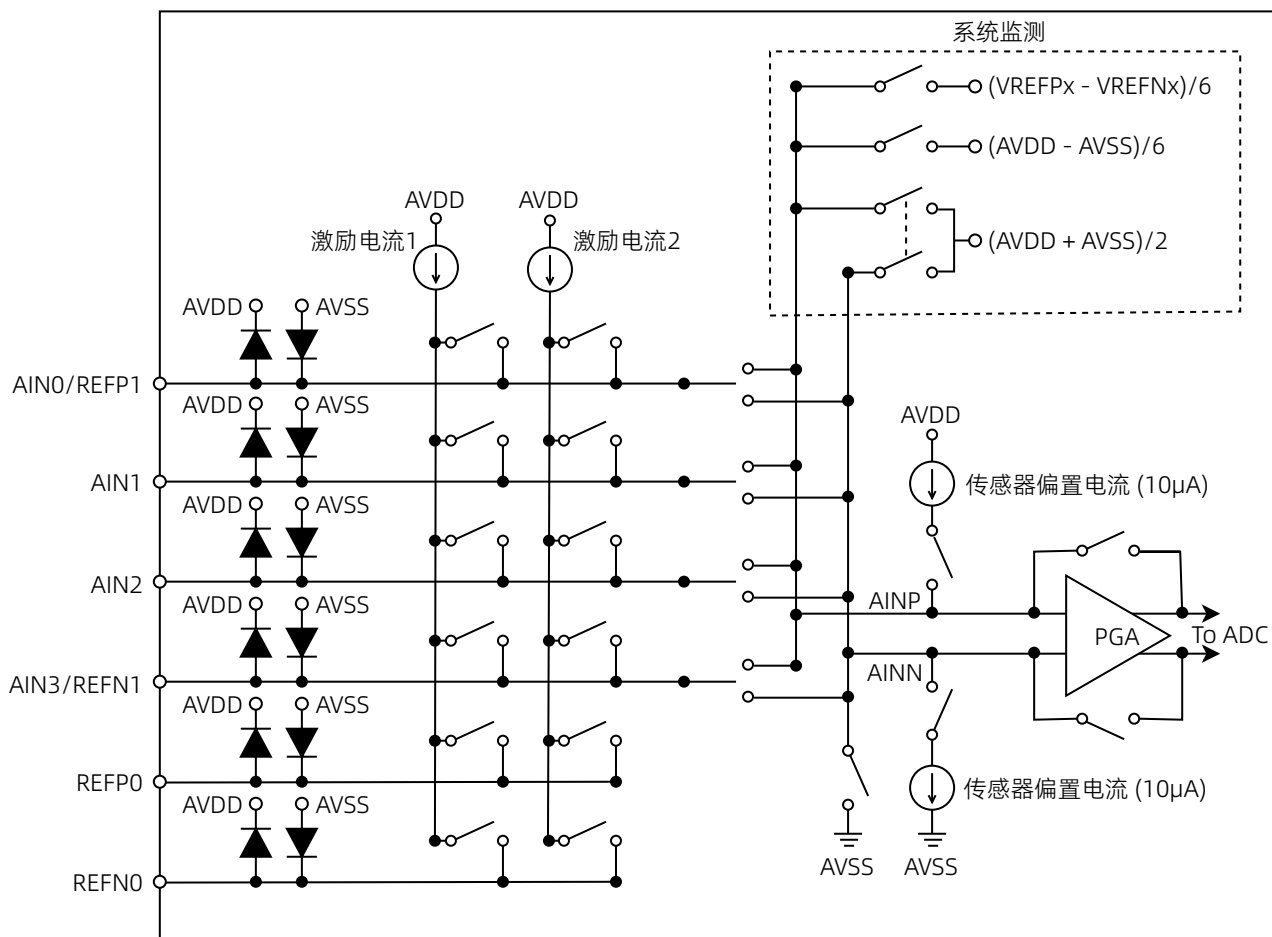 系统监测
(VREFPx - VREFNx)/6
(AVDD - AVSS)/6
(AVDD + AVSS)/2
AVDD AVDD
激励电流1 激励电流2
AVDD AVSS
AIN0/REFP1
AVDD AVSS
AIN1
AVDD AVSS
AIN2
AVDD AVSS
AIN3/REFN1
AVDD AVSS
REFP0
AVDD AVSS
REFN0
AVDD
传感器偏置电流 (10μA)
AINP
PGA
To ADC
AINN
传感器偏置电流 (10μA)
AVSS AVSS